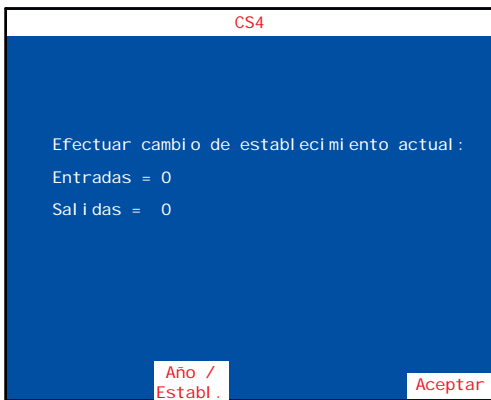 CS4
Efectuar cambio de establecimiento actual:
Entradas = 0
Salidas = 0
Año /
Establ.
Aceptar